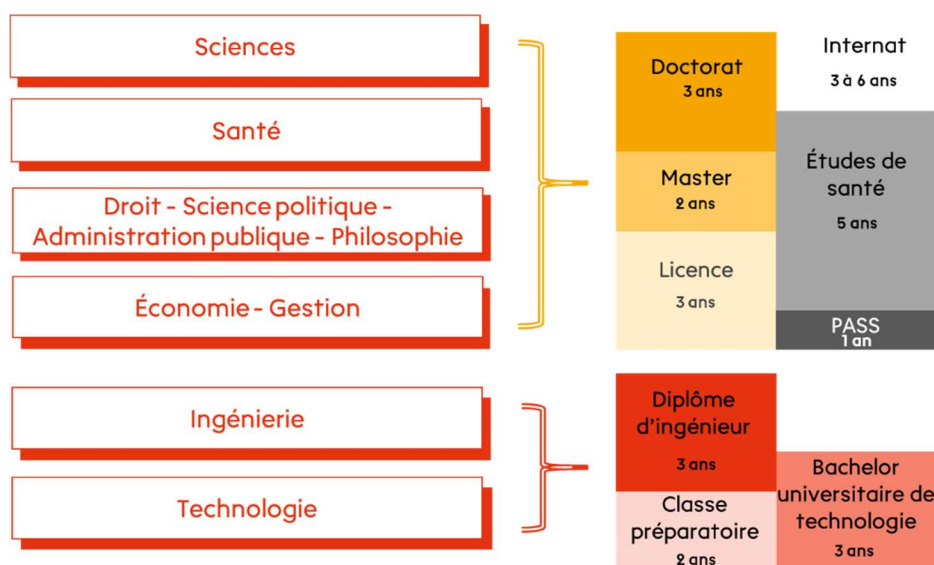 Sciences
Santé
Droit - Science politique -
Administration publique - Philosophie
Économie - Gestion
Doctorat
3 ans
Master
2 ans
Licence
3 ans
Internat
3 à 6 ans
Études de
santé
5 ans
PASS
1 an
Ingénierie
Technologie
Diplôme
d'ingénieur
3 ans
Classe
préparatoire
2 ans
Bachelor
universitaire de
technologie
3 ans